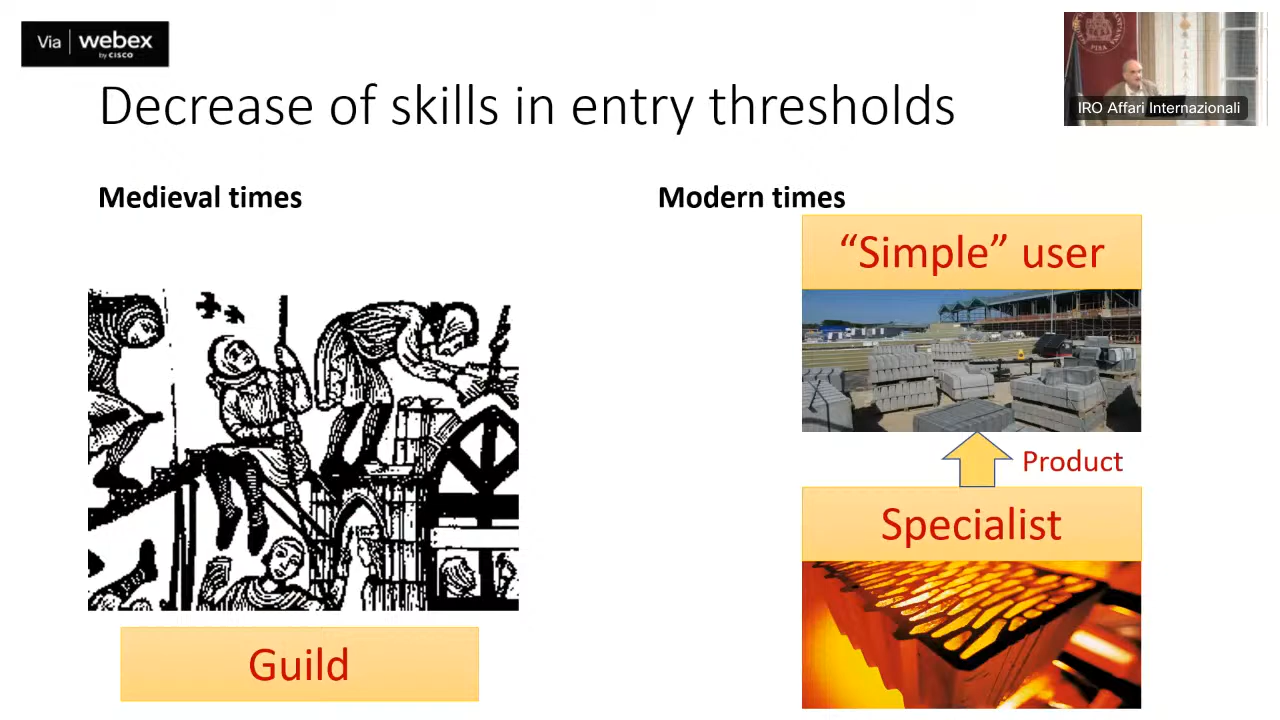 Via webex
by CISCO
Decrease of skills in entry thresholds
IRO Affari Internazionali
Medieval times
Modern times
“Simple” user
Product
Specialist
Guild
PISA